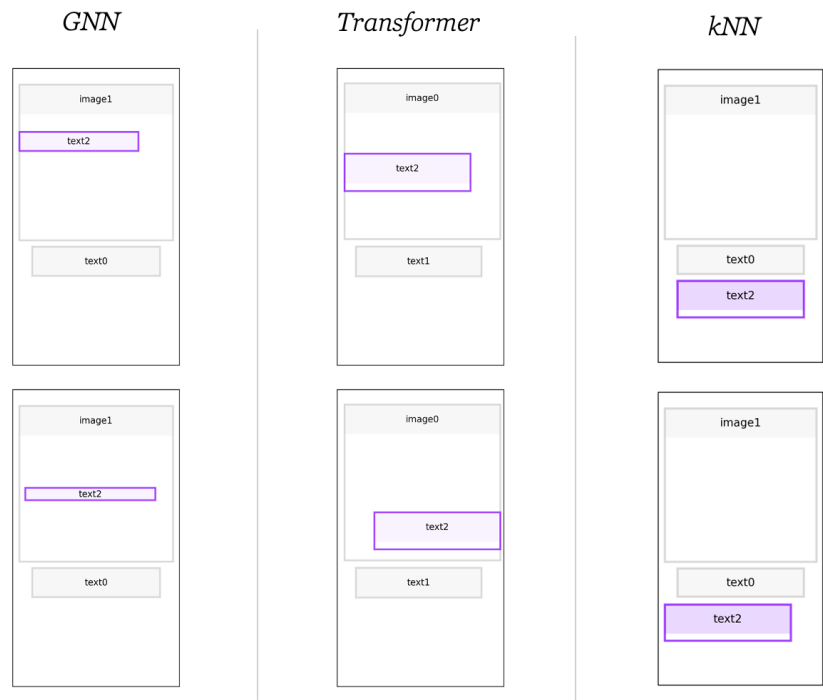 GNN
Transformer
kNN
image1
text2
text0
image0
text2
text1
image1
text0
text2
image1
text2
text0
image0
text2
text1
image1
text0
text2